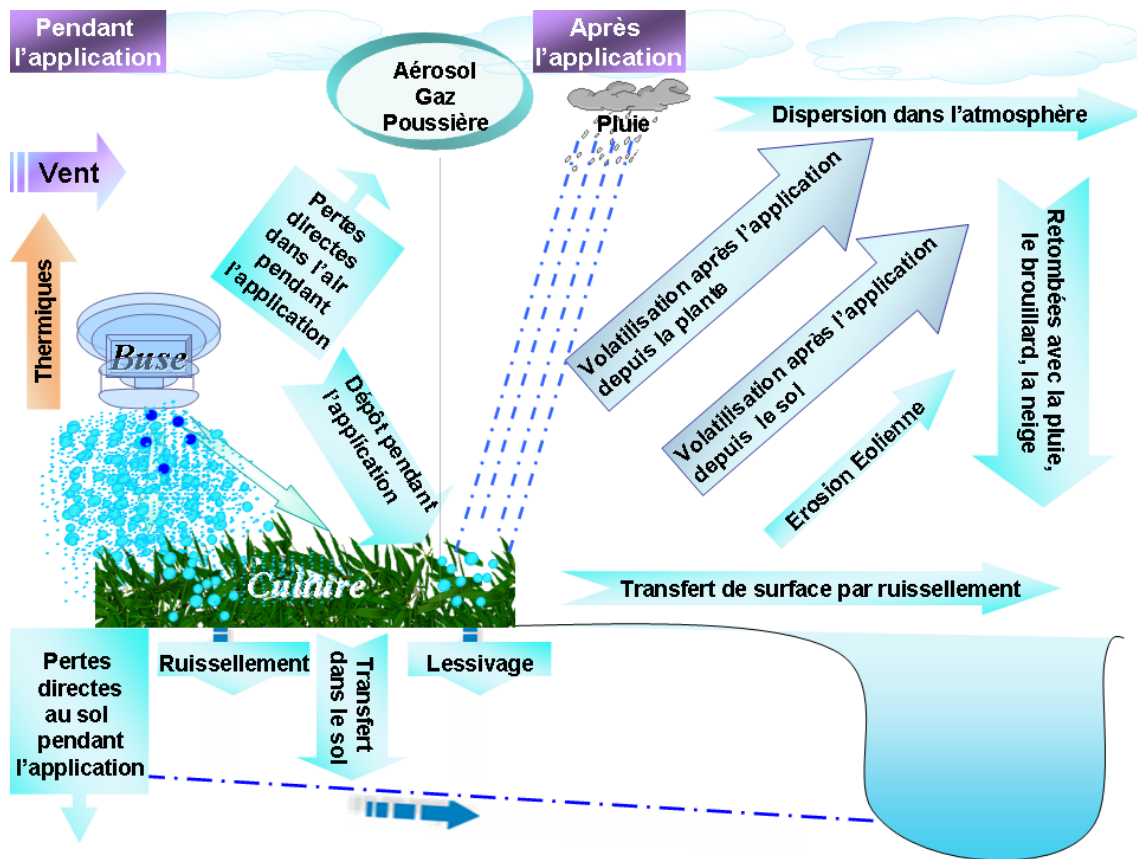 Pendant
l'application
Après
l'application
Aérosol
Gaz
Poussière
Pluie
Dispersion dans l'atmosphère
Vent
Thermiques
Pertes
directes
dans l'air
pendant
l'application
Buse
Dépôt pendant
l'application
Volatilisation après l'application
depuis la plante
Volatilisation après l'application
depuis le sol
Erosion Eolienne
Retombées avec la pluie,
le brouillard, la neige
Culture
Transfert de surface par ruissellement
Pertes
directes
au sol
pendant
l'application
Ruissellement
Transfert
dans le sol
Lessivage